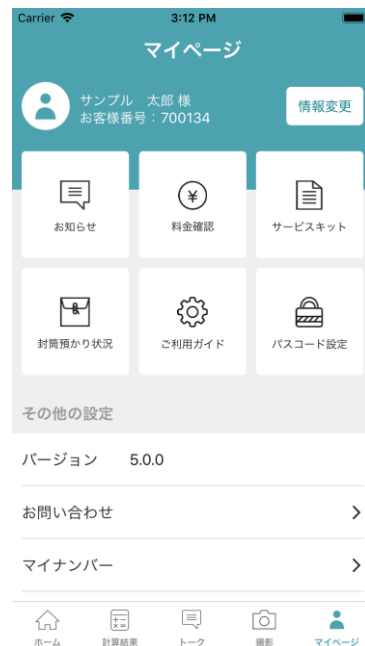 Carrier 3:12 PM
マイページ
サンプル 太郎 様
お客様番号：700134
情報変更
お知らせ
料金確認
サービスキット
封筒預かり状況
ご利用ガイド
パスコード設定
その他の設定
バージョン 5.0.0
お問い合わせ
マイナンバー
ホーム
計算結果
トーク
撮影
マイページ